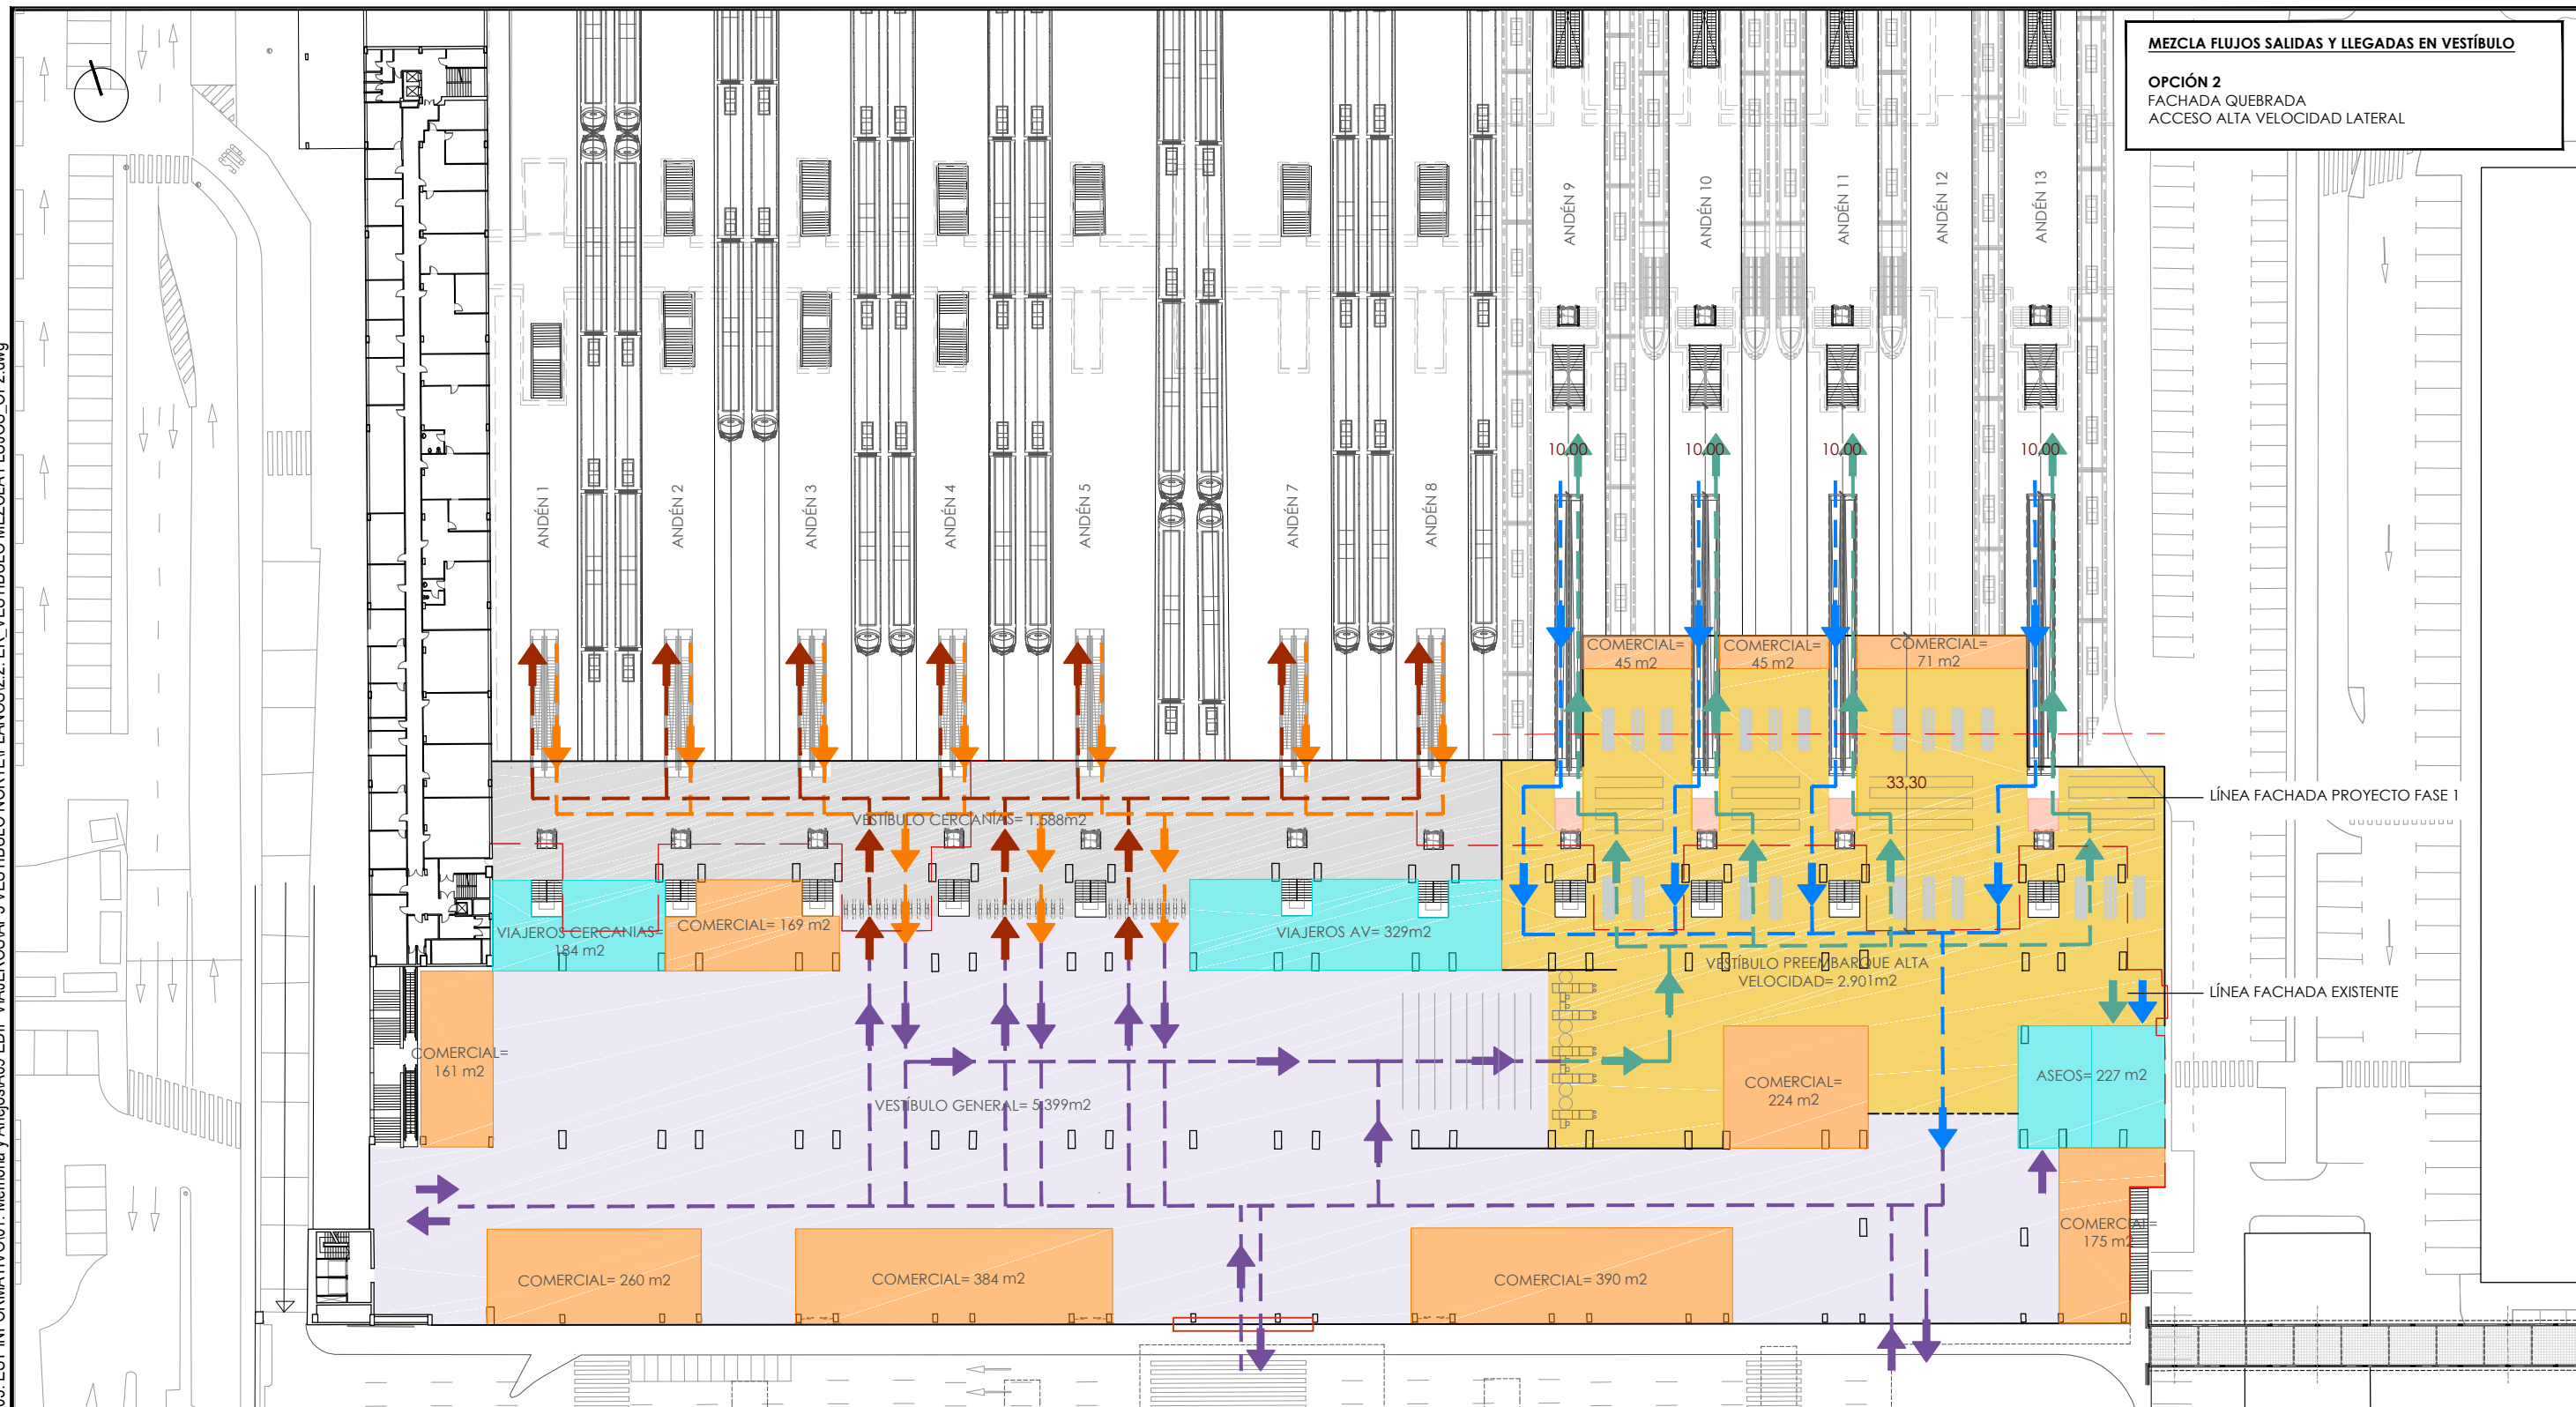 MEZCLA FLUJOS SALIDAS Y LLEGADAS EN VESTÍBULO
OPCIÓN 2
FACHADA QUEBRADA
ACCESO ALTA VELOCIDAD LATERAL
ANDÉN 9
ANDÉN 10
ANDÉN 11
ANDÉN 12
ANDÉN 13
ANDÉN 1
ANDÉN 2
ANDÉN 3
ANDÉN 4
ANDÉN 5
ANDÉN 7
ANDÉN 8
10,00
10,00
10,00
10,00
COMERCIAL=
45 m2
COMERCIAL=
45 m2
COMERCIAL=
71 m2
33,30
LÍNEA FACHADA PROYECTO FASE 1
VESTÍBULO CERCANÍAS= 1.588m2
VIAJEROS CERCANÍAS=
184 m2
COMERCIAL= 169 m2
VIAJEROS AV= 329m2
VESTÍBULO PREEMBARQUE ALTA
VELOCIDAD= 2.901m2
LÍNEA FACHADA EXISTENTE
COMERCIAL=
161 m2
COMERCIAL=
224 m2
ASEOS= 227 m2
VESTÍBULO GENERAL= 5.399m2
COMERCIAL=
175 m2
COMERCIAL= 260 m2
COMERCIAL= 384 m2
COMERCIAL= 390 m2